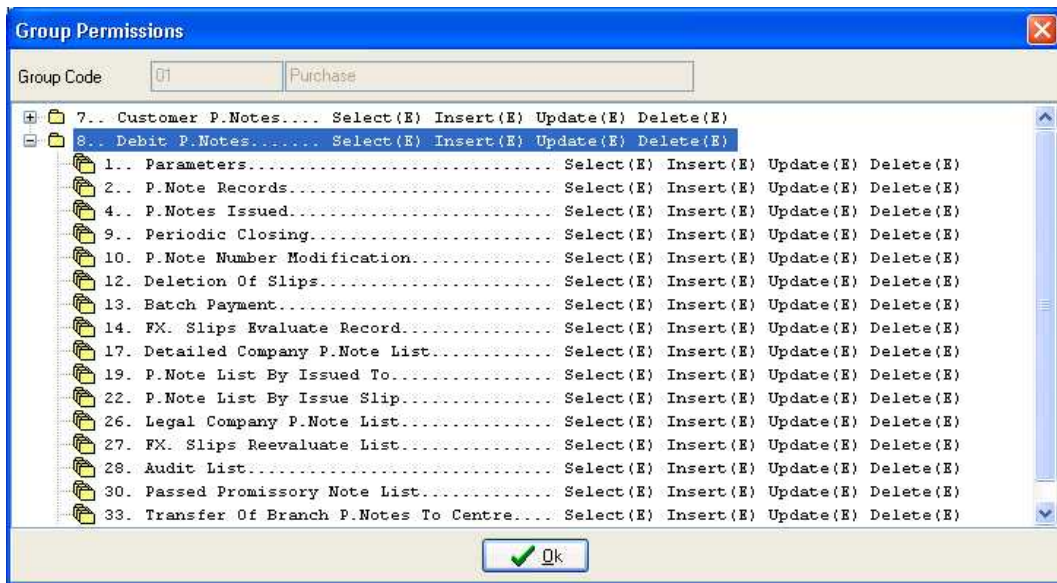 Group Permissions
Group Code 01 Purchase
7.. Customer P.Notes.... Select(E) Insert(E) Update(E) Delete(E)
8.. Debit P.Notes....... Select(E) Insert(E) Update(E) Delete(E)
1.. Parameters.............................. Select(E) Insert(E) Update(E) Delete(E)
2.. P.Note Records.......................... Select(E) Insert(E) Update(E) Delete(E)
4.. P.Notes Issued.......................... Select(E) Insert(E) Update(E) Delete(E)
9.. Periodic Closing........................ Select(E) Insert(E) Update(E) Delete(E)
10. P.Note Number Modification.............. Select(E) Insert(E) Update(E) Delete(E)
12. Deletion Of Slips....................... Select(E) Insert(E) Update(E) Delete(E)
13. Batch Payment........................... Select(E) Insert(E) Update(E) Delete(E)
14. FX. Slips Evaluate Record............... Select(E) Insert(E) Update(E) Delete(E)
17. Detailed Company P.Note List............ Select(E) Insert(E) Update(E) Delete(E)
19. P.Note List By Issued To................ Select(E) Insert(E) Update(E) Delete(E)
22. P.Note List By Issue Slip............... Select(E) Insert(E) Update(E) Delete(E)
26. Legal Company P.Note List............... Select(E) Insert(E) Update(E) Delete(E)
27. FX. Slips Reevaluate List............... Select(E) Insert(E) Update(E) Delete(E)
28. Audit List.............................. Select(E) Insert(E) Update(E) Delete(E)
30. Passed Promissory Note List............. Select(E) Insert(E) Update(E) Delete(E)
33. Transfer Of Branch P.Notes To Centre.... Select(E) Insert(E) Update(E) Delete(E)
Ok